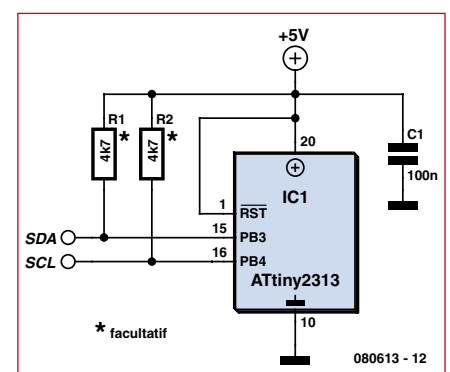 +5V
R1
*
4k7
R2
*
4k7
C1
100n
20
IC1
1
RST
SDA
15
PB3
SCL
16
PB4
ATtiny2313
10
* facultatif
080613 - 12